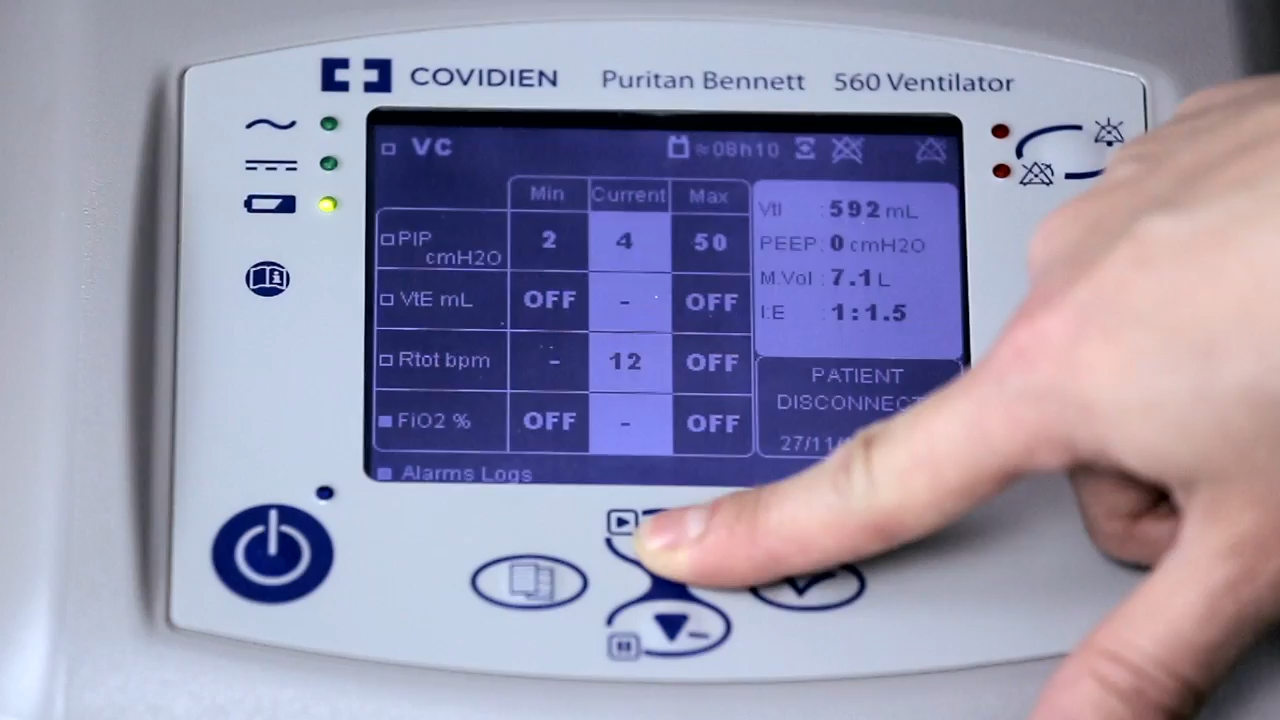 COVIDIEN Puritan Bennett 560 Ventilator
VC ≈08h10
Min Current Max
PIP cmH2O 2 4 50
VtE mL OFF - OFF
Rtot bpm - 12 OFF
FiO2 % OFF - OFF
Alarms Logs
VtI : 592 mL
PEEP: 0 cmH2O
M.Vol : 7.1 L
I:E : 1:1.5
PATIENT
DISCONNECT
27/11